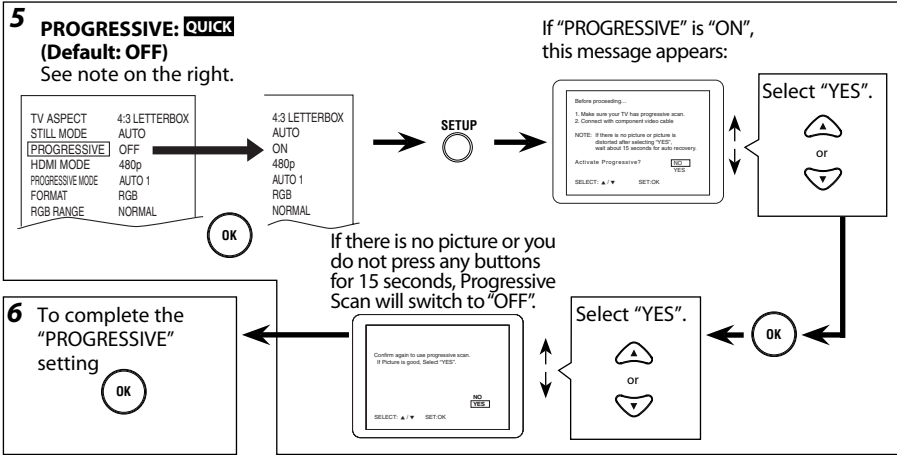 5
PROGRESSIVE: QUICK
(Default: OFF)
See note on the right.
TV ASPECT 4:3 LETTERBOX
STILL MODE AUTO
PROGRESSIVE OFF
HDMI MODE 480p
PROGRESSIVE MODE AUTO 1
FORMAT RGB
RGB RANGE NORMAL
4:3 LETTERBOX
AUTO
ON
480p
AUTO 1
RGB
NORMAL
OK
SETUP
If “PROGRESSIVE” is “ON”,
this message appears:
Before proceeding...
1. Make sure your TV has progressive scan.
2. Connect with component video cable
NOTE: If there is no picture or picture is
distorted after selecting "YES",
wait about 15 seconds for auto recovery.
Activate Progressive? NO
YES
SELECT: ▲ / ▼ SET:OK
Select “YES”.
or
OK
Select “YES”.
or
If there is no picture or you
do not press any buttons
for 15 seconds, Progressive
Scan will switch to “OFF”.
Confirm again to use progressive scan.
If Picture is good, Select "YES".
NO
YES
SELECT: ▲ / ▼ SET:OK
6 To complete the
“PROGRESSIVE”
setting
OK